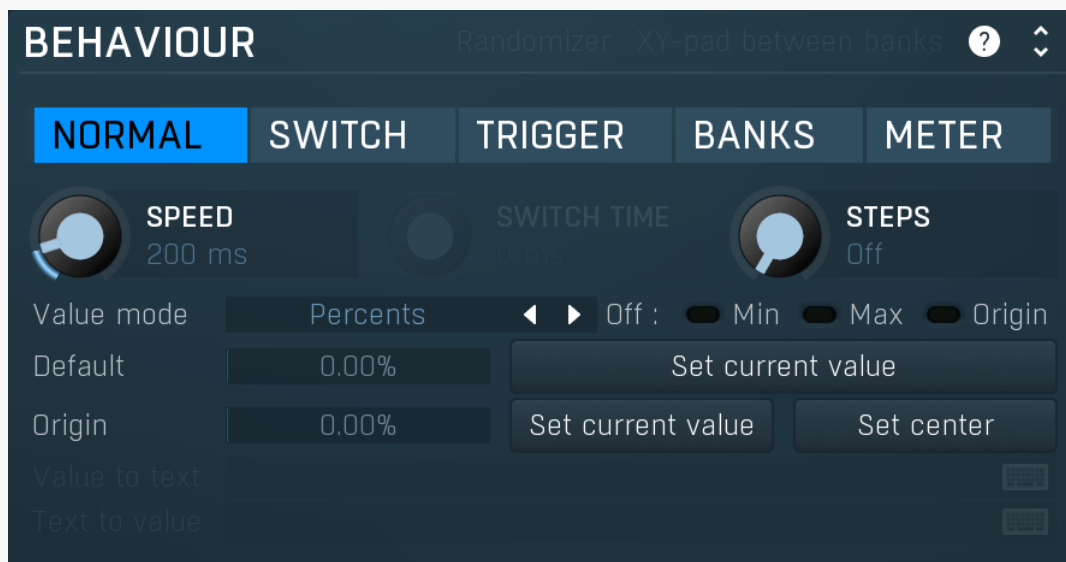 BEHAVIOUR Randomizer XY-pad between banks ?
NORMAL SWITCH TRIGGER BANKS METER
SPEED SWITCH TIME STEPS
200 ms 0 ms Off
Value mode Percents Off : Min Max Origin
Default 0.00% Set current value
Origin 0.00% Set current value Set center
Value to text
Text to value